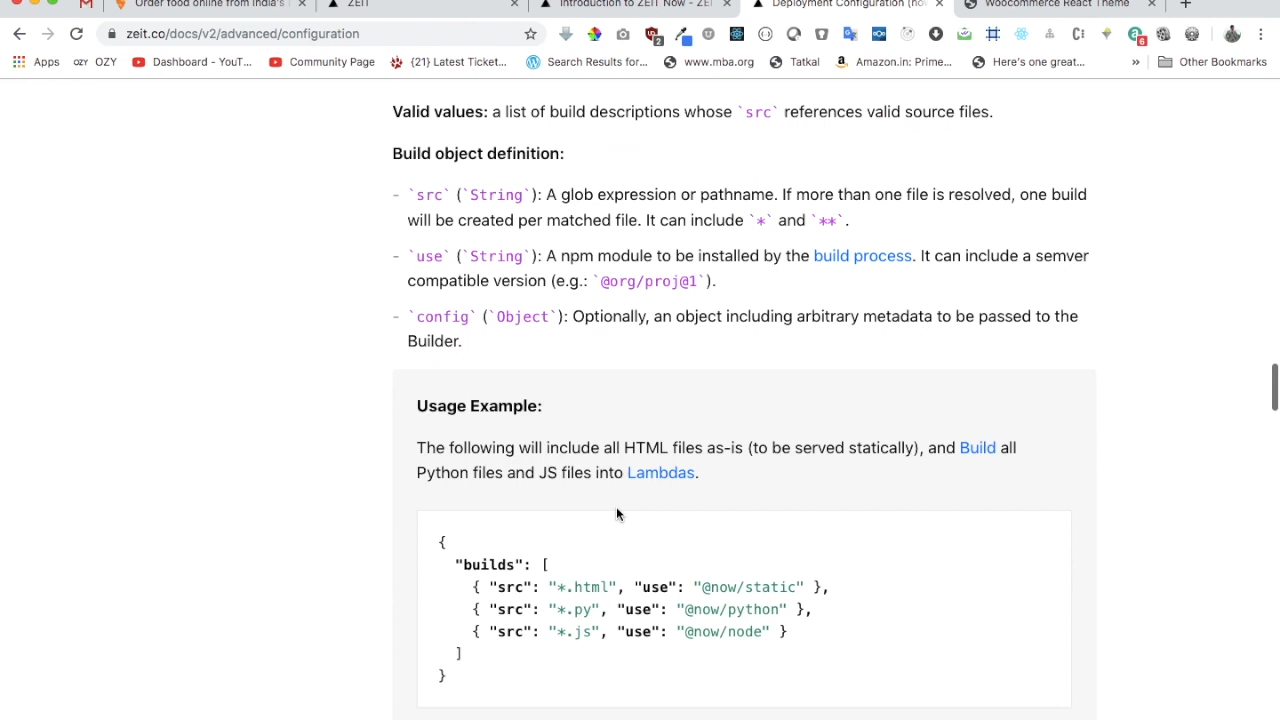 Order food online from India's
ZEIT
Introduction to ZEIT Now - ZEI
Deployment Configuration (now
Woocommerce React Theme
zeit.co/docs/v2/advanced/configuration
2
6
Apps
OZY OZY
Dashboard - YouT...
Community Page
{21} Latest Ticket...
Search Results for...
www.mba.org
Tatkal
Amazon.in: Prime...
Here's one great...
»
Other Bookmarks
Valid values: a list of build descriptions whose `src` references valid source files.
Build object definition:
- `src` (`String`): A glob expression or pathname. If more than one file is resolved, one build
will be created per matched file. It can include `*` and `**`.
- `use` (`String`): A npm module to be installed by the build process. It can include a semver
compatible version (e.g.: `@org/proj@1`).
- `config` (`Object`): Optionally, an object including arbitrary metadata to be passed to the
Builder.
Usage Example:
The following will include all HTML files as-is (to be served statically), and Build all
Python files and JS files into Lambdas.
{
"builds": [
{ "src": "*.html", "use": "@now/static" },
{ "src": "*.py", "use": "@now/python" },
{ "src": "*.js", "use": "@now/node" }
]
}